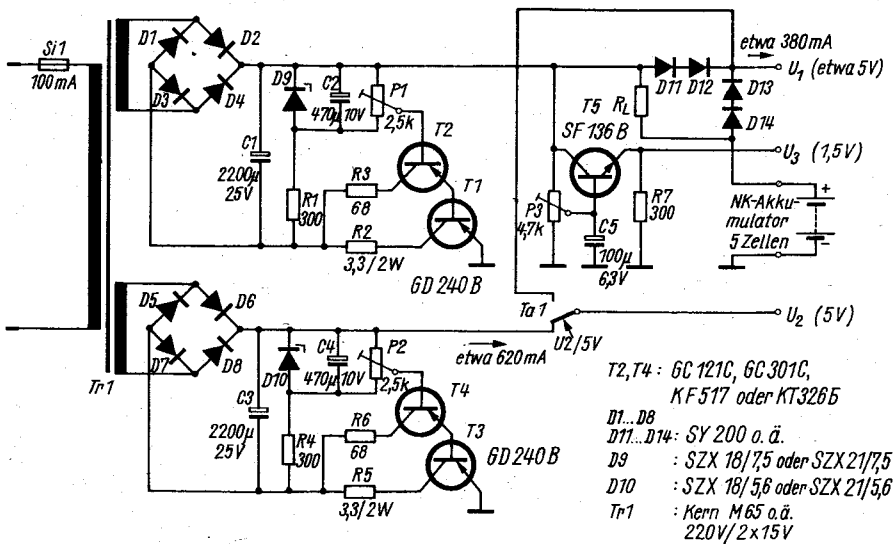 Si1
100mA
D1
D2
D3
D4
C1
2200µ
25V
D9
C2
470µ 10V
P1
2,5k
T2
T1
R3
68
R1
300
R2
3,3/2W
GD 240 B
etwa 380mA
D11
D12
U1 (etwa 5V)
D13
D14
RL
T5
SF 136 B
U3 (1,5V)
P3
4,7k
C5
100µ
6,3V
R7
300
NK-Akku-
mulator
5 Zellen
+
−
Ta 1
U2/5V
U2 (5V)
D5
D6
D7
D8
Tr1
C3
2200µ
25V
D10
C4
470µ 10V
P2
2,5k
etwa 620mA
T4
T3
R6
68
R4
300
R5
3,3/2W
GD 240 B
T2,T4 : GC 121C, GC 301C,
KF 517 oder KT326Б
D1...D8
D11...D14 : SY 200 o.ä.
D9 : SZX 18/7,5 oder SZX 21/7,5
D10 : SZX 18/5,6 oder SZX 21/5,6
Tr1 : Kern M 65 o.ä.
220V/2x15V